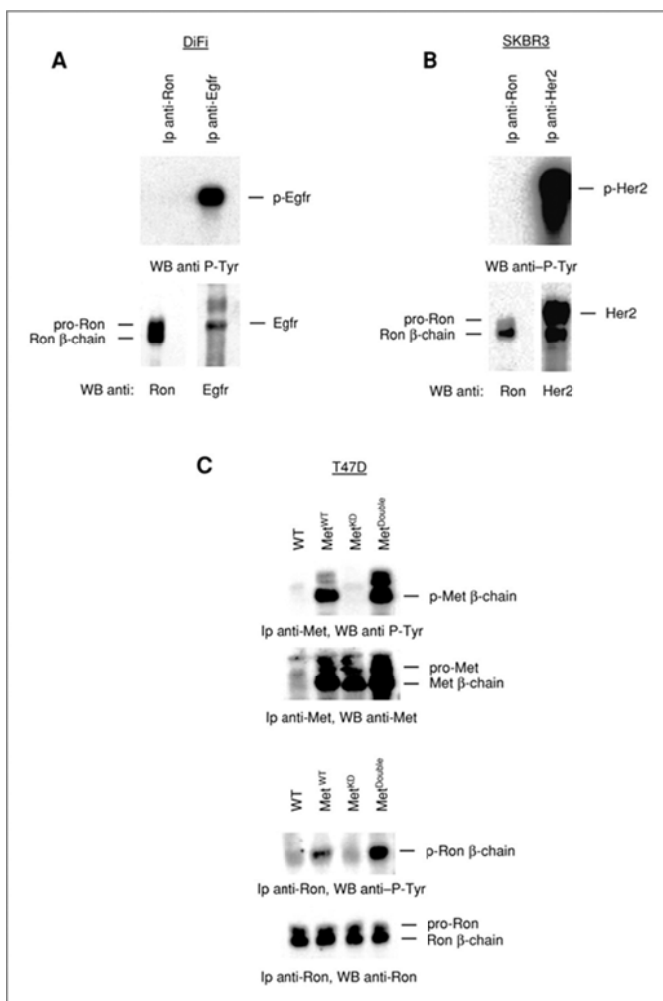 A
DiFi
Ip anti-Ron
Ip anti-Egfr
p-Egfr
WB anti P-Tyr
pro-Ron
Ron β-chain
Egfr
WB anti: Ron Egfr
B
SKBR3
Ip anti-Ron
Ip anti-Her2
p-Her2
WB anti–P-Tyr
pro-Ron
Ron β-chain
Her2
WB anti: Ron Her2
C
T47D
WT Met^WT Met^KD Met^Double
p-Met β-chain
Ip anti-Met, WB anti P-Tyr
pro-Met
Met β-chain
Ip anti-Met, WB anti-Met
WT Met^WT Met^KD Met^Double
p-Ron β-chain
Ip anti-Ron, WB anti–P-Tyr
pro-Ron
Ron β-chain
Ip anti-Ron, WB anti-Ron